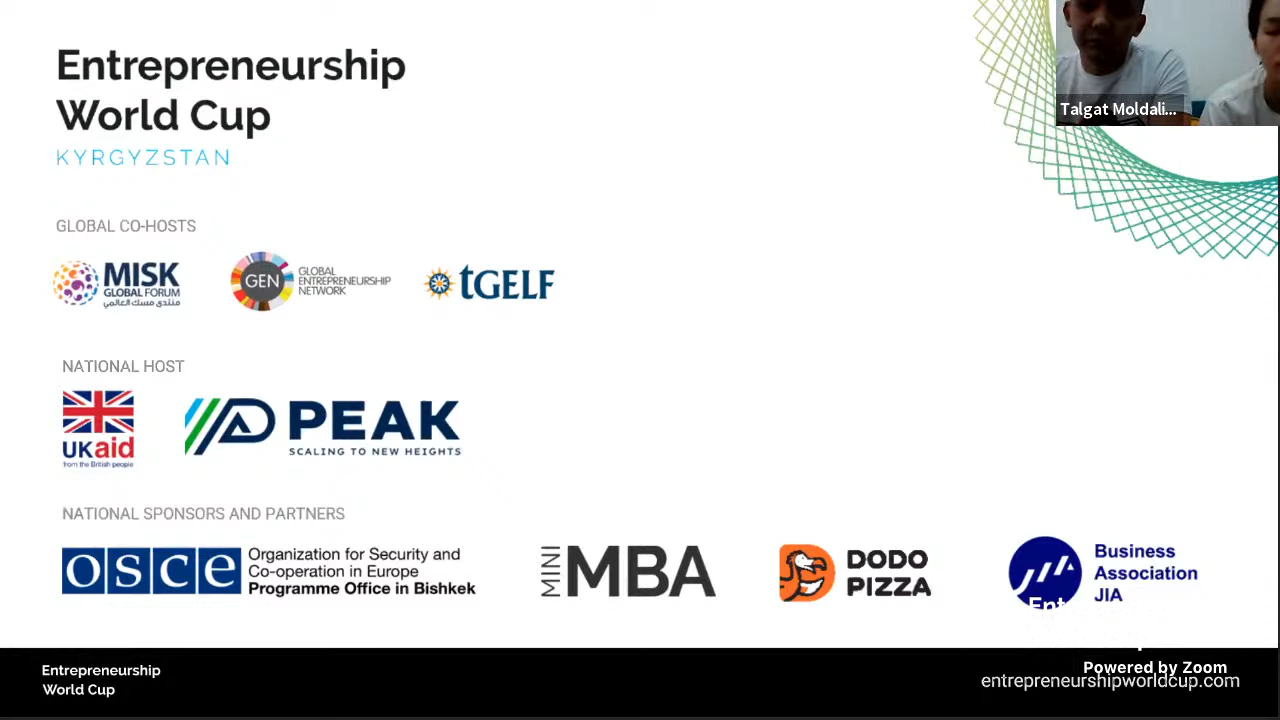 Entrepreneurship
World Cup
KYRGYZSTAN
Talgat Moldali...
GLOBAL CO-HOSTS
MISK
GLOBAL FORUM
منتدى مسك العالمي
GEN
GLOBAL
ENTREPRENEURSHIP
NETWORK
tGELF
NATIONAL HOST
UKaid
from the British people
PEAK
SCALING TO NEW HEIGHTS
NATIONAL SPONSORS AND PARTNERS
osce
Organization for Security and
Co-operation in Europe
Programme Office in Bishkek
MINI
MBA
DODO
PIZZA
Business
Association
JIA
Entrepreneurship
World Cup
Powered by Zoom
entrepreneurshipworldcup.com